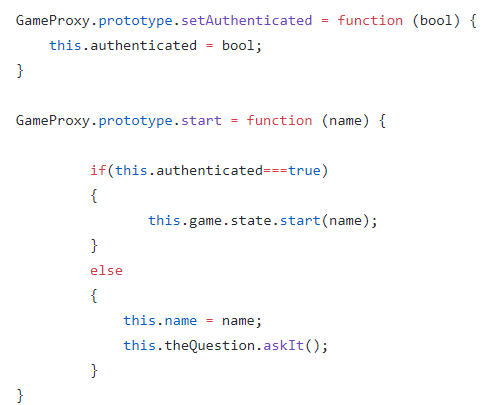 GameProxy.prototype.setAuthenticated = function (bool) {
    this.authenticated = bool;
}
GameProxy.prototype.start = function (name) {
         if(this.authenticated===true)
         {
                this.game.state.start(name);
         }
         else
         {
             this.name = name;
             this.theQuestion.askIt();
         }
}